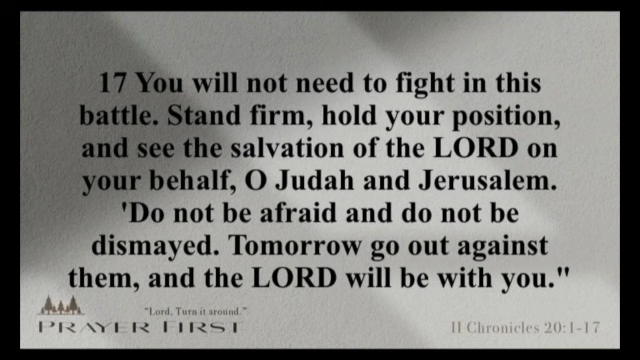 17 You will not need to fight in this
battle. Stand firm, hold your position,
and see the salvation of the LORD on
your behalf, O Judah and Jerusalem.
'Do not be afraid and do not be
dismayed. Tomorrow go out against
them, and the LORD will be with you."
"Lord, Turn it around."
PRAYER FIRST
II Chronicles 20:1-17